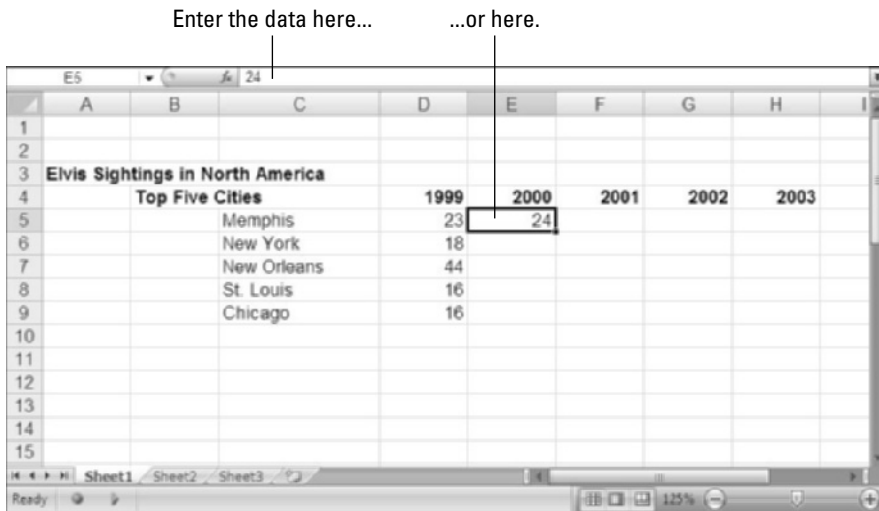 Enter the data here... ...or here.
E5 fx 24
A B C D E F G H I
1
2
3 Elvis Sightings in North America
4 Top Five Cities 1999 2000 2001 2002 2003
5 Memphis 23 24
6 New York 18
7 New Orleans 44
8 St. Louis 16
9 Chicago 16
10
11
12
13
14
15
Sheet1 Sheet2 Sheet3
Ready 125%